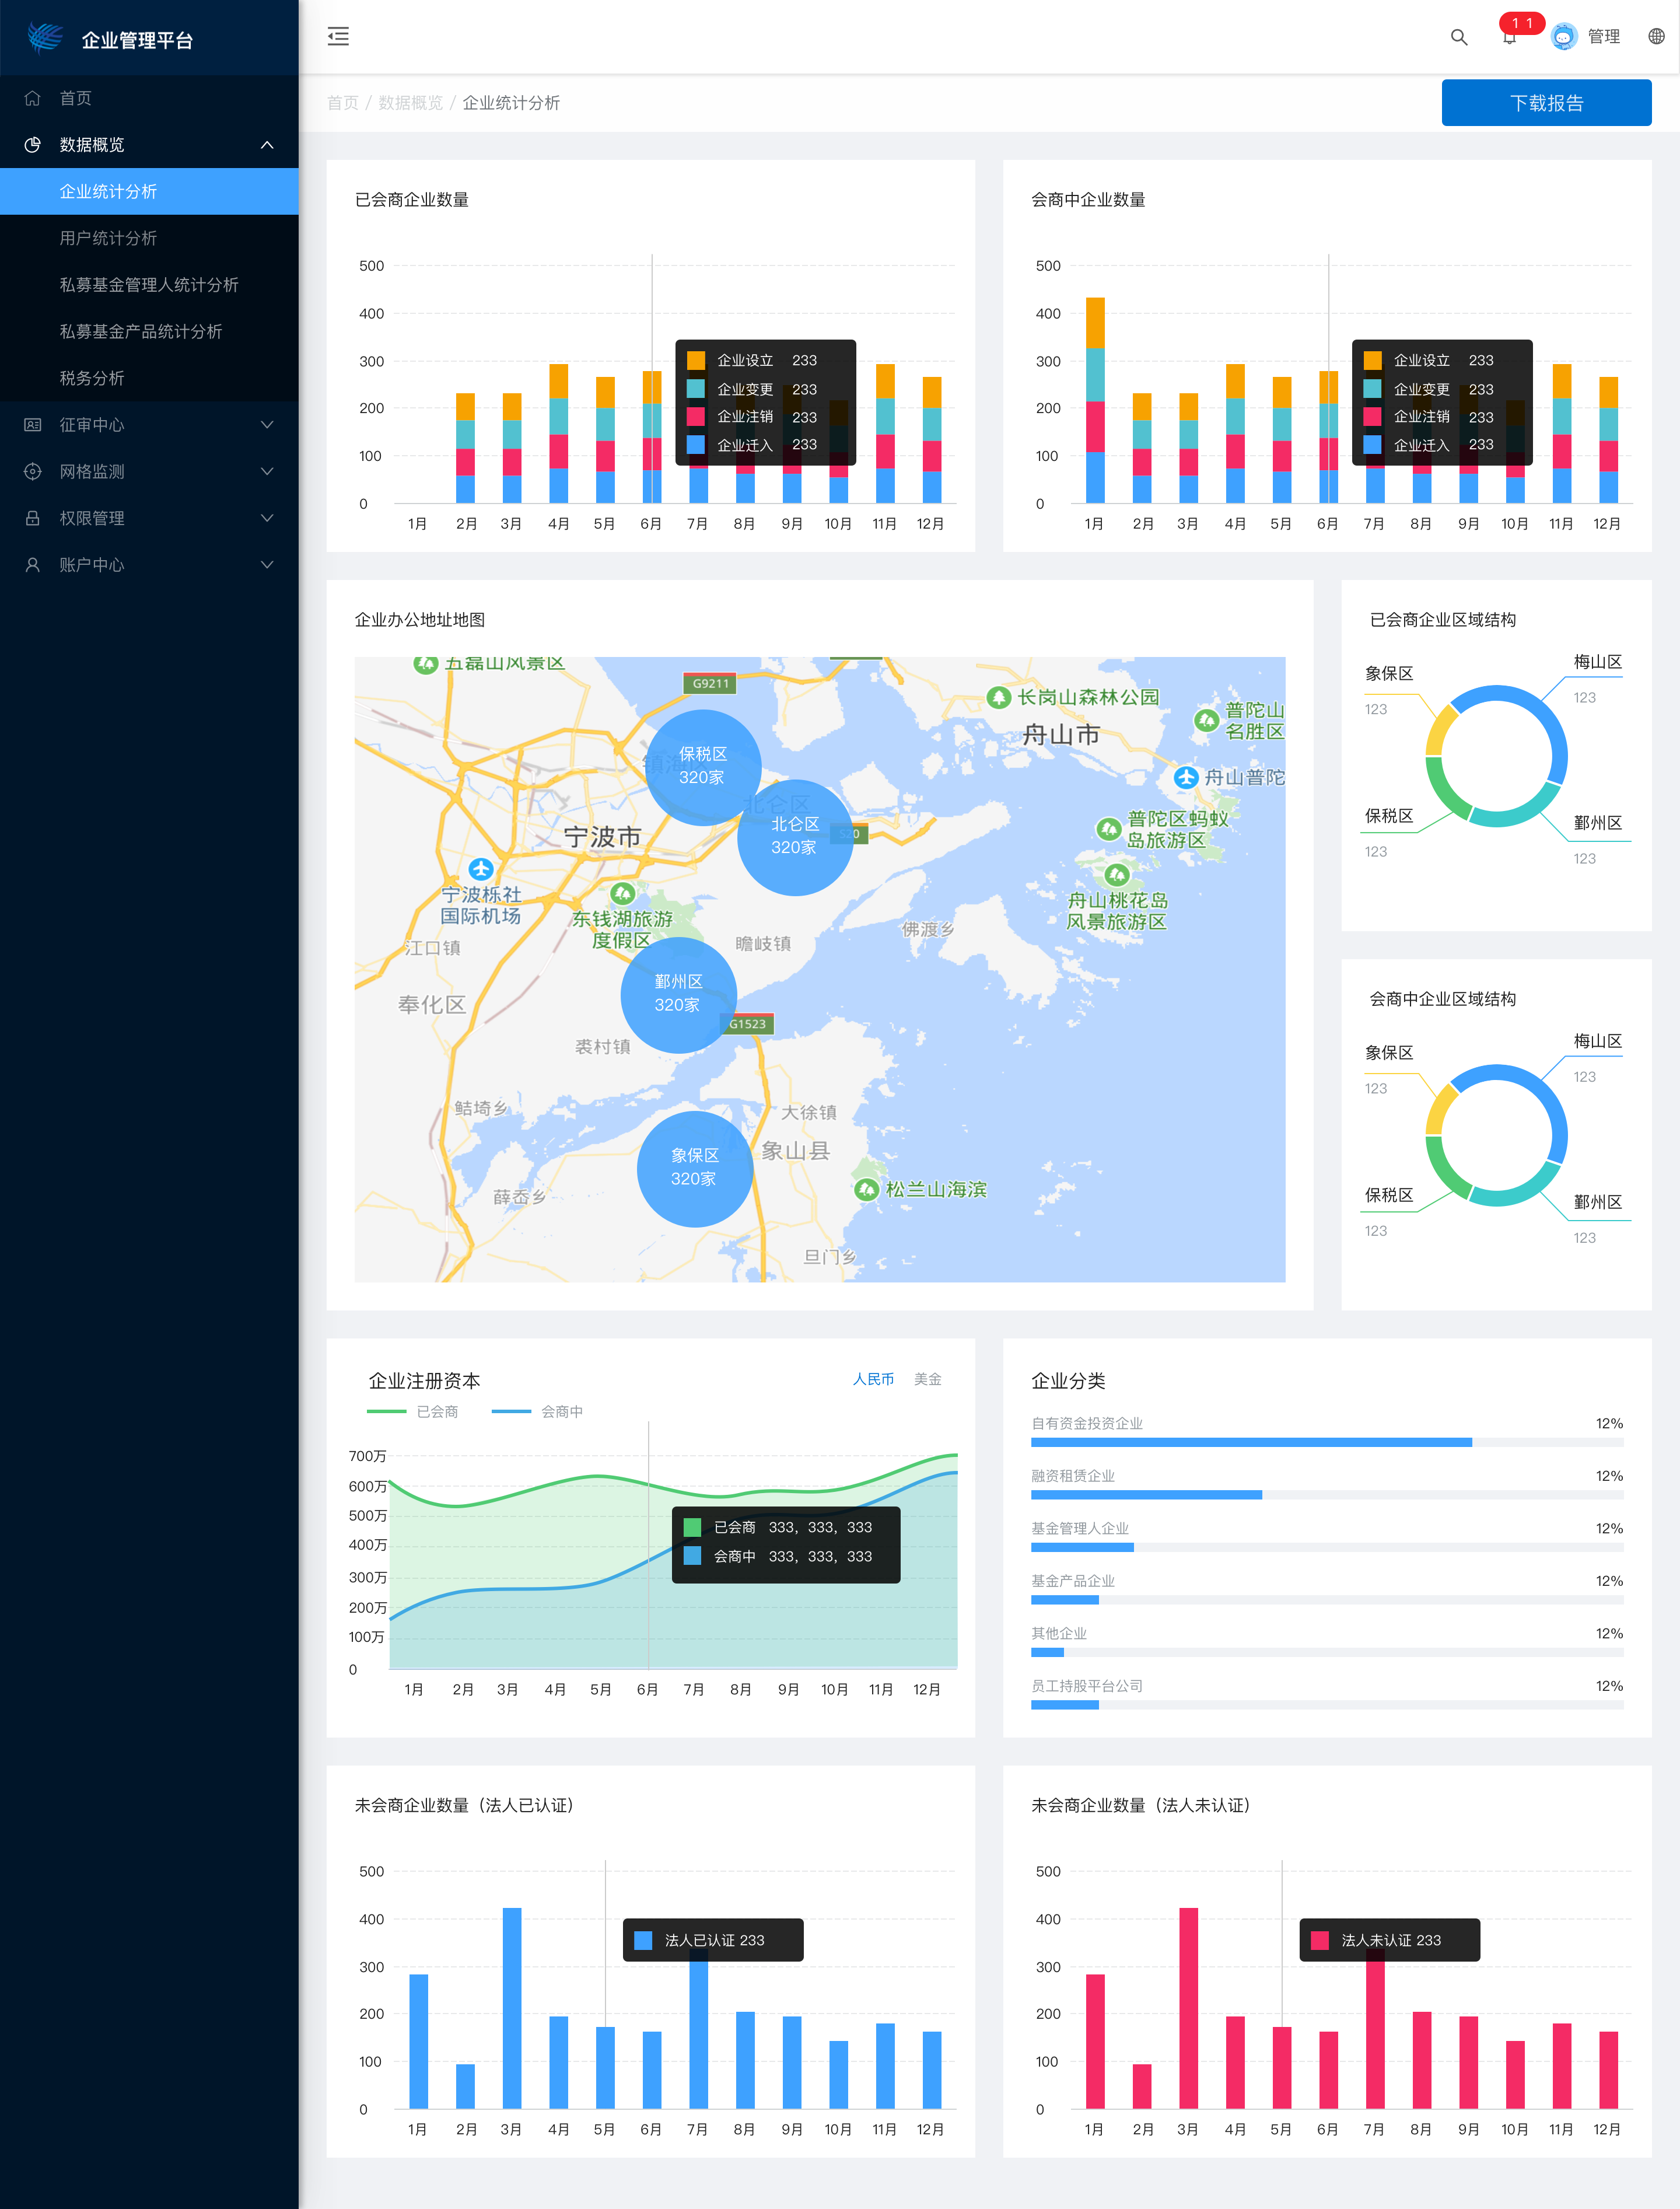 企业管理平台
11
管理
首页
数据概览
企业统计分析
用户统计分析
私募基金管理人统计分析
私募基金产品统计分析
税务分析
征审中心
网格监测
权限管理
账户中心
首页 / 数据概览 / 企业统计分析
下载报告
已会商企业数量
500
400
300
200
100
0
企业设立 233
企业变更 233
企业注销 233
企业迁入 233
1月 2月 3月 4月 5月 6月 7月 8月 9月 10月 11月 12月
会商中企业数量
500
400
300
200
100
0
企业设立 233
企业变更 233
企业注销 233
企业迁入 233
1月 2月 3月 4月 5月 6月 7月 8月 9月 10月 11月 12月
企业办公地址地图
五磊山风景区
G9211
长岗山森林公园
舟山市
普陀山
名胜区
镇海区
保税区
320家
舟山普陀
北仑区
北仑区
320家
S20
宁波市
普陀区蚂蚁
岛旅游区
宁波栎社
国际机场
东钱湖旅游
度假区
舟山桃花岛
风景旅游区
江口镇
瞻岐镇
佛渡乡
鄞州区
320家
奉化区
G1523
裘村镇
鲒埼乡
大徐镇
象山县
象保区
320家
松兰山海滨
薛岙乡
旦门乡
已会商企业区域结构
象保区
123
梅山区
123
保税区
123
鄞州区
123
会商中企业区域结构
象保区
123
梅山区
123
保税区
123
鄞州区
123
企业注册资本
人民币 美金
已会商 会商中
700万
600万
500万
400万
300万
200万
100万
0
已会商 333，333，333
会商中 333，333，333
1月 2月 3月 4月 5月 6月 7月 8月 9月 10月 11月 12月
企业分类
自有资金投资企业 12%
融资租赁企业 12%
基金管理人企业 12%
基金产品企业 12%
其他企业 12%
员工持股平台公司 12%
未会商企业数量（法人已认证）
500
400
300
200
100
0
法人已认证 233
1月 2月 3月 4月 5月 6月 7月 8月 9月 10月 11月 12月
未会商企业数量（法人未认证）
500
400
300
200
100
0
法人未认证 233
1月 2月 3月 4月 5月 6月 7月 8月 9月 10月 11月 12月